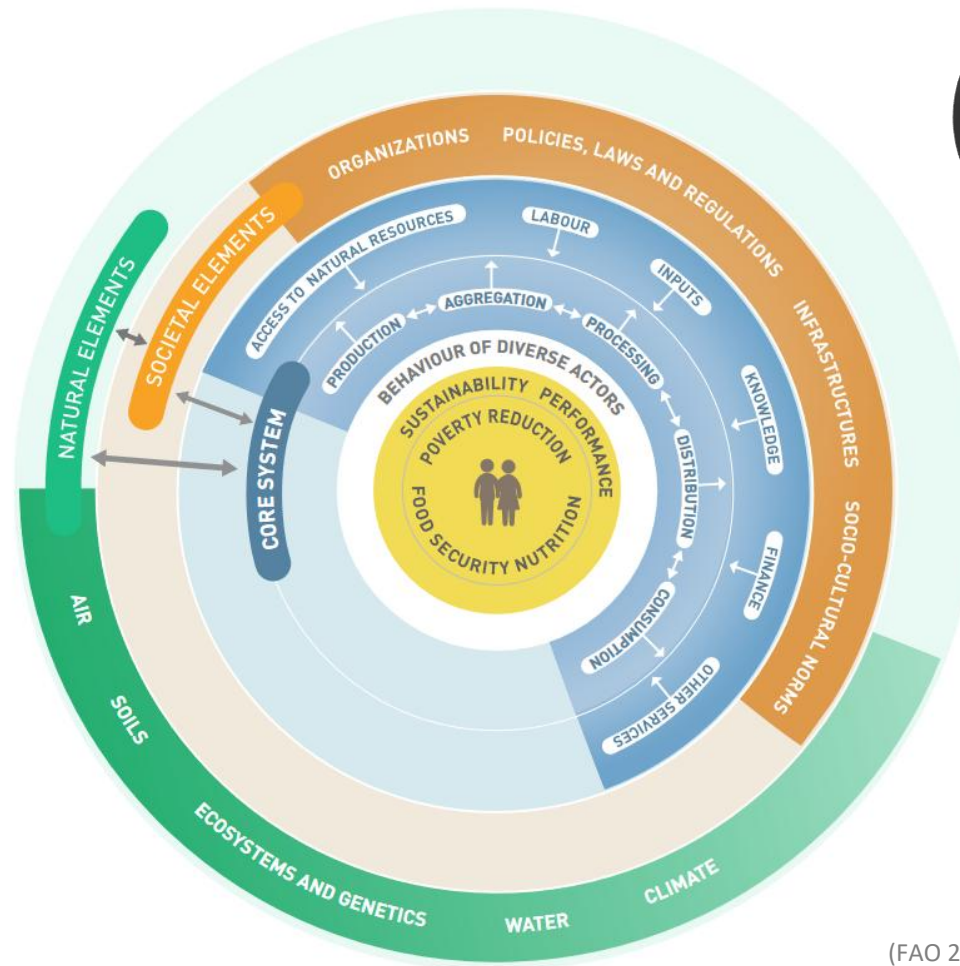 ORGANIZATIONS
POLICIES, LAWS AND REGULATIONS
INFRASTRUCTURES
SOCIO-CULTURAL NORMS
NATURAL ELEMENTS
SOCIETAL ELEMENTS
CORE SYSTEM
ACCESS TO NATURAL RESOURCES
LABOUR
INPUTS
KNOWLEDGE
FINANCE
OTHER SERVICES
PRODUCTION
AGGREGATION
PROCESSING
DISTRIBUTION
CONSUMPTION
BEHAVIOUR OF DIVERSE ACTORS
SUSTAINABILITY PERFORMANCE
POVERTY REDUCTION
FOOD SECURITY NUTRITION
AIR
SOILS
ECOSYSTEMS AND GENETICS
WATER
CLIMATE
(FAO 2